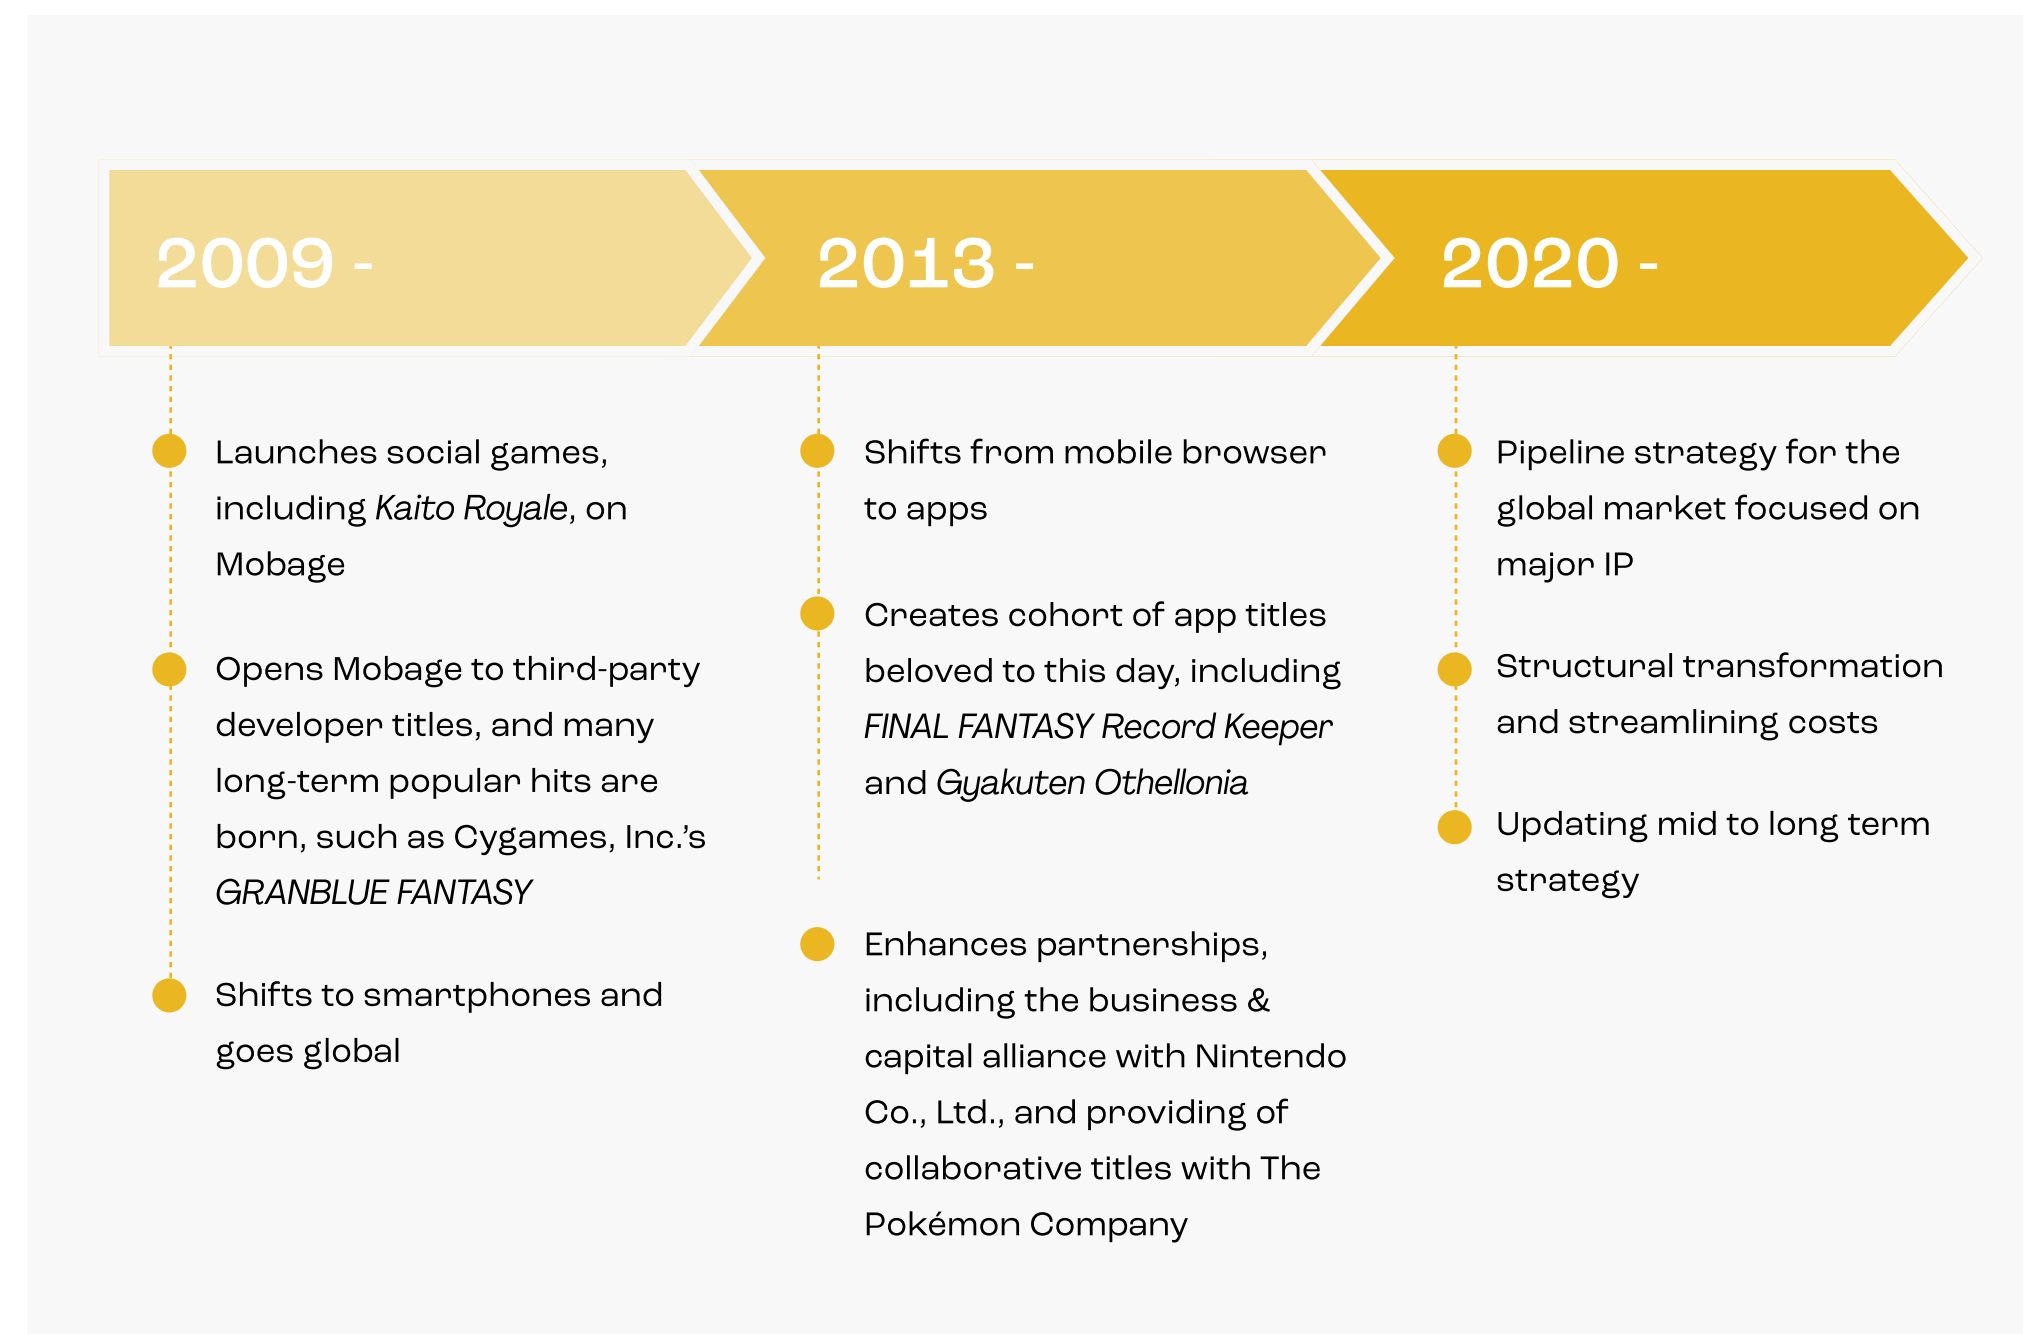 2009 -
Launches social games,
including Kaito Royale, on
Mobage
Opens Mobage to third-party
developer titles, and many
long-term popular hits are
born, such as Cygames, Inc.’s
GRANBLUE FANTASY
Shifts to smartphones and
goes global
2013 -
Shifts from mobile browser
to apps
Creates cohort of app titles
beloved to this day, including
FINAL FANTASY Record Keeper
and Gyakuten Othellonia
Enhances partnerships,
including the business &
capital alliance with Nintendo
Co., Ltd., and providing of
collaborative titles with The
Pokémon Company
2020 -
Pipeline strategy for the
global market focused on
major IP
Structural transformation
and streamlining costs
Updating mid to long term
strategy